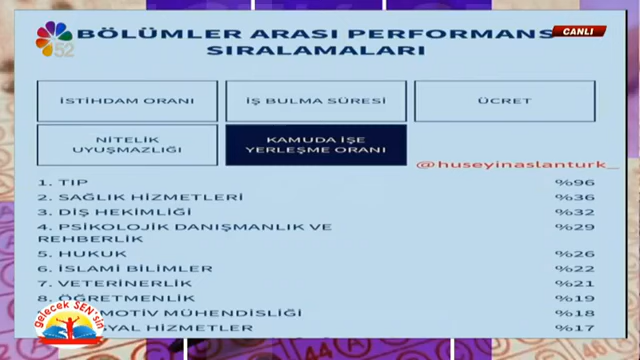 BÖLÜMLER ARASI PERFORMANS
SIRALAMALARI
CANLI
52
İSTİHDAM ORANI
İŞ BULMA SÜRESİ
ÜCRET
NİTELİK
UYUŞMAZLIĞI
KAMUDA İŞE
YERLEŞME ORANI
@huseyinaslanturk_
1. TIP %96
2. SAĞLIK HİZMETLERİ %36
3. DİŞ HEKİMLİĞİ %32
4. PSİKOLOJİK DANIŞMANLIK VE
REHBERLİK %29
5. HUKUK %26
6. İSLAMİ BİLİMLER %22
7. VETERİNERLİK %21
8. ÖĞRETMENLİK %19
MOTİV MÜHENDİSLİĞİ %18
YAL HİZMETLER %17
gelecek SEN'sin
44